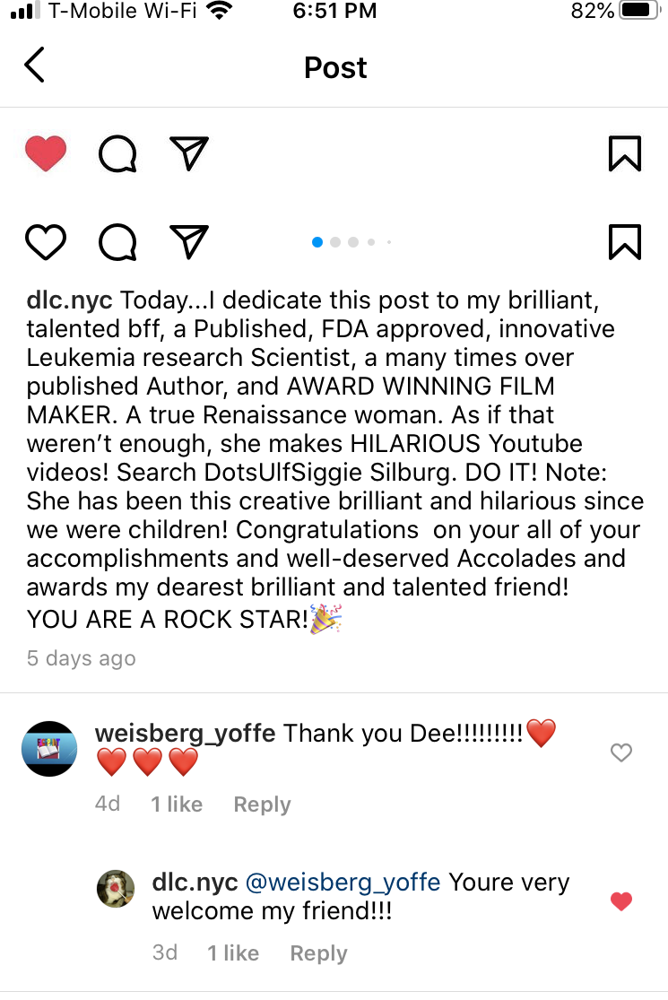 T-Mobile Wi-Fi 6:51 PM 82%
Post
dlc.nyc Today...I dedicate this post to my brilliant,
talented bff, a Published, FDA approved, innovative
Leukemia research Scientist, a many times over
published Author, and AWARD WINNING FILM
MAKER. A true Renaissance woman. As if that
weren’t enough, she makes HILARIOUS Youtube
videos! Search DotsUlfSiggie Silburg. DO IT! Note:
She has been this creative brilliant and hilarious since
we were children! Congratulations  on your all of your
accomplishments and well-deserved Accolades and
awards my dearest brilliant and talented friend!
YOU ARE A ROCK STAR!🎉
5 days ago
weisberg_yoffe Thank you Dee!!!!!!!!!❤️
❤️❤️❤️
4d 1 like Reply
dlc.nyc @weisberg_yoffe Youre very
welcome my friend!!!
3d 1 like Reply